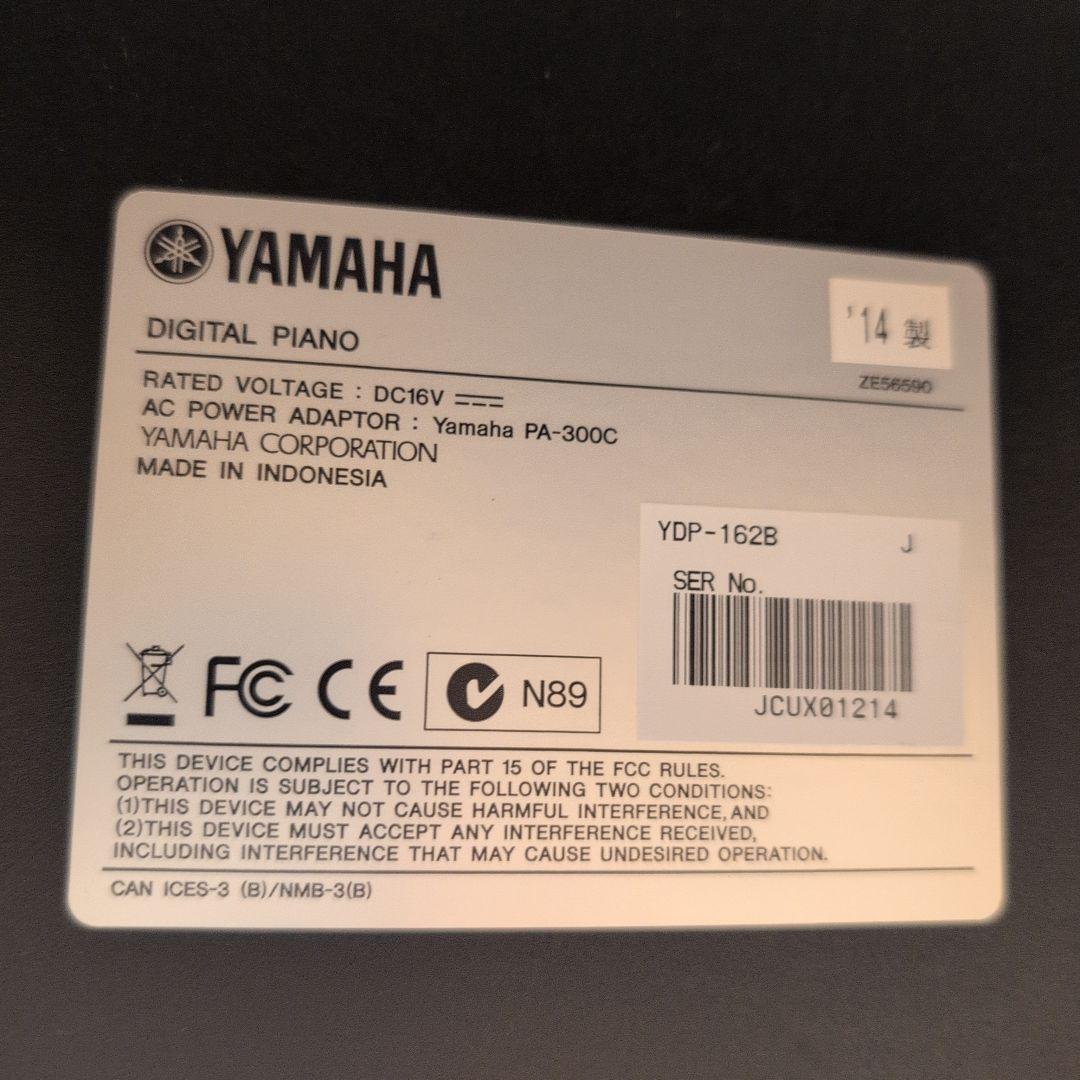 YAMAHA
DIGITAL PIANO
'14 製
ZE56590
RATED VOLTAGE : DC16V
AC POWER ADAPTOR : Yamaha PA-300C
YAMAHA CORPORATION
MADE IN INDONESIA
YDP-162B J
SER No.
JCUX01214
FC CE N89
THIS DEVICE COMPLIES WITH PART 15 OF THE FCC RULES.
OPERATION IS SUBJECT TO THE FOLLOWING TWO CONDITIONS:
(1)THIS DEVICE MAY NOT CAUSE HARMFUL INTERFERENCE,AND
(2)THIS DEVICE MUST ACCEPT ANY INTERFERENCE RECEIVED,
INCLUDING INTERFERENCE THAT MAY CAUSE UNDESIRED OPERATION.
CAN ICES-3 (B)/NMB-3(B)